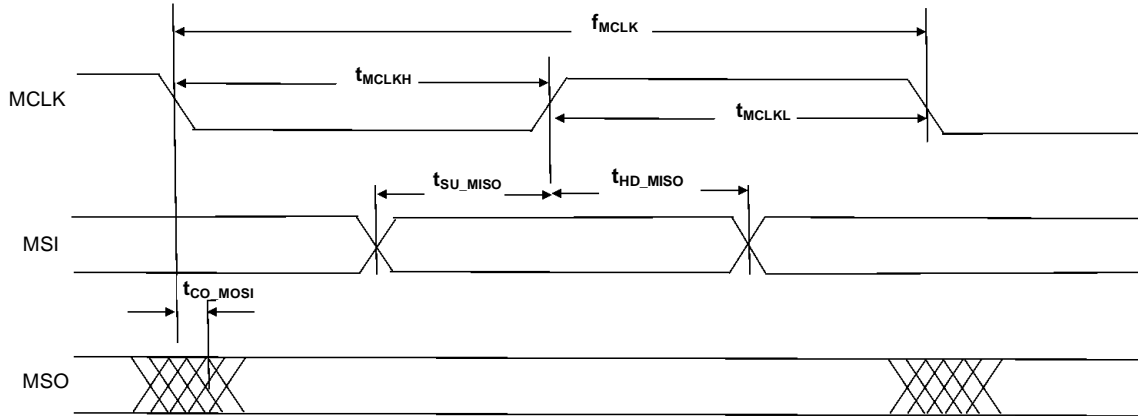 fMCLK
tMCLKH
MCLK
tMCLKL
tSU_MISO
tHD_MISO
MSI
tCO_MOSI
MSO